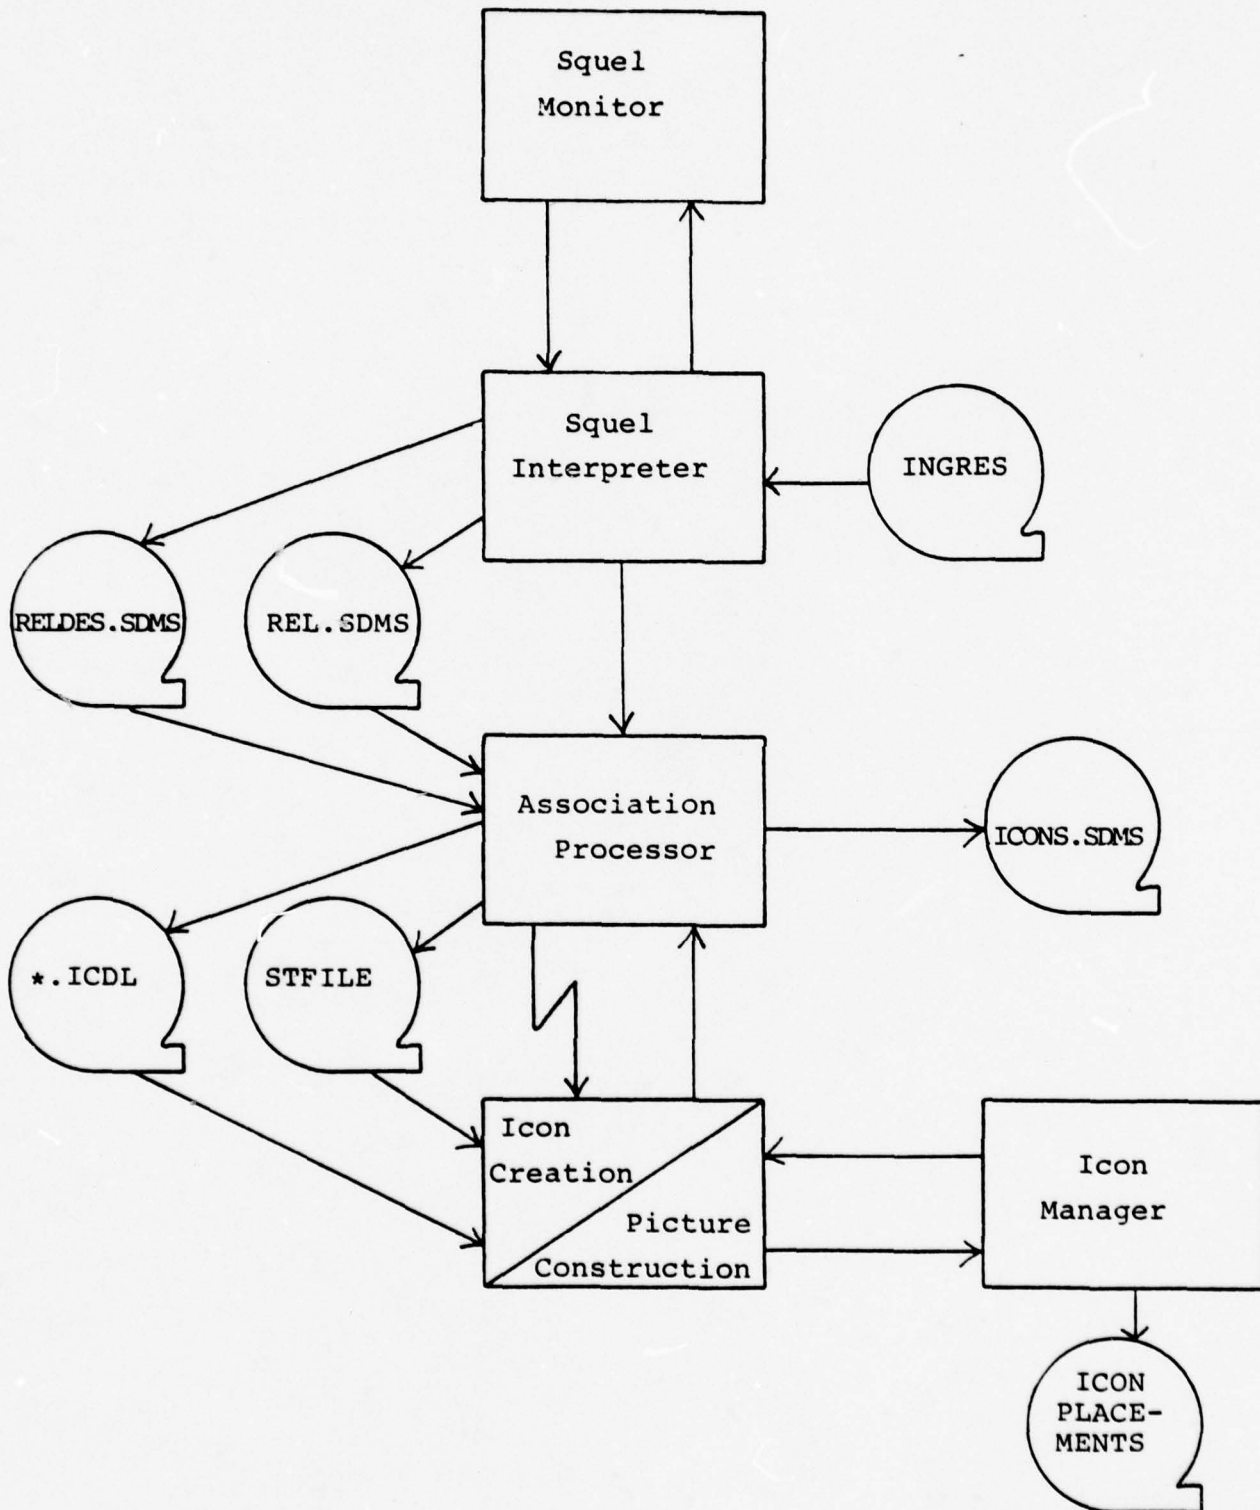 Squel
Monitor
Squel
Interpreter
INGRES
RELDES.SDMS
REL.SDMS
Association
Processor
ICONS.SDMS
*.ICDL
STFILE
Icon
Creation
Picture
Construction
Icon
Manager
ICON
PLACE-
MENTS